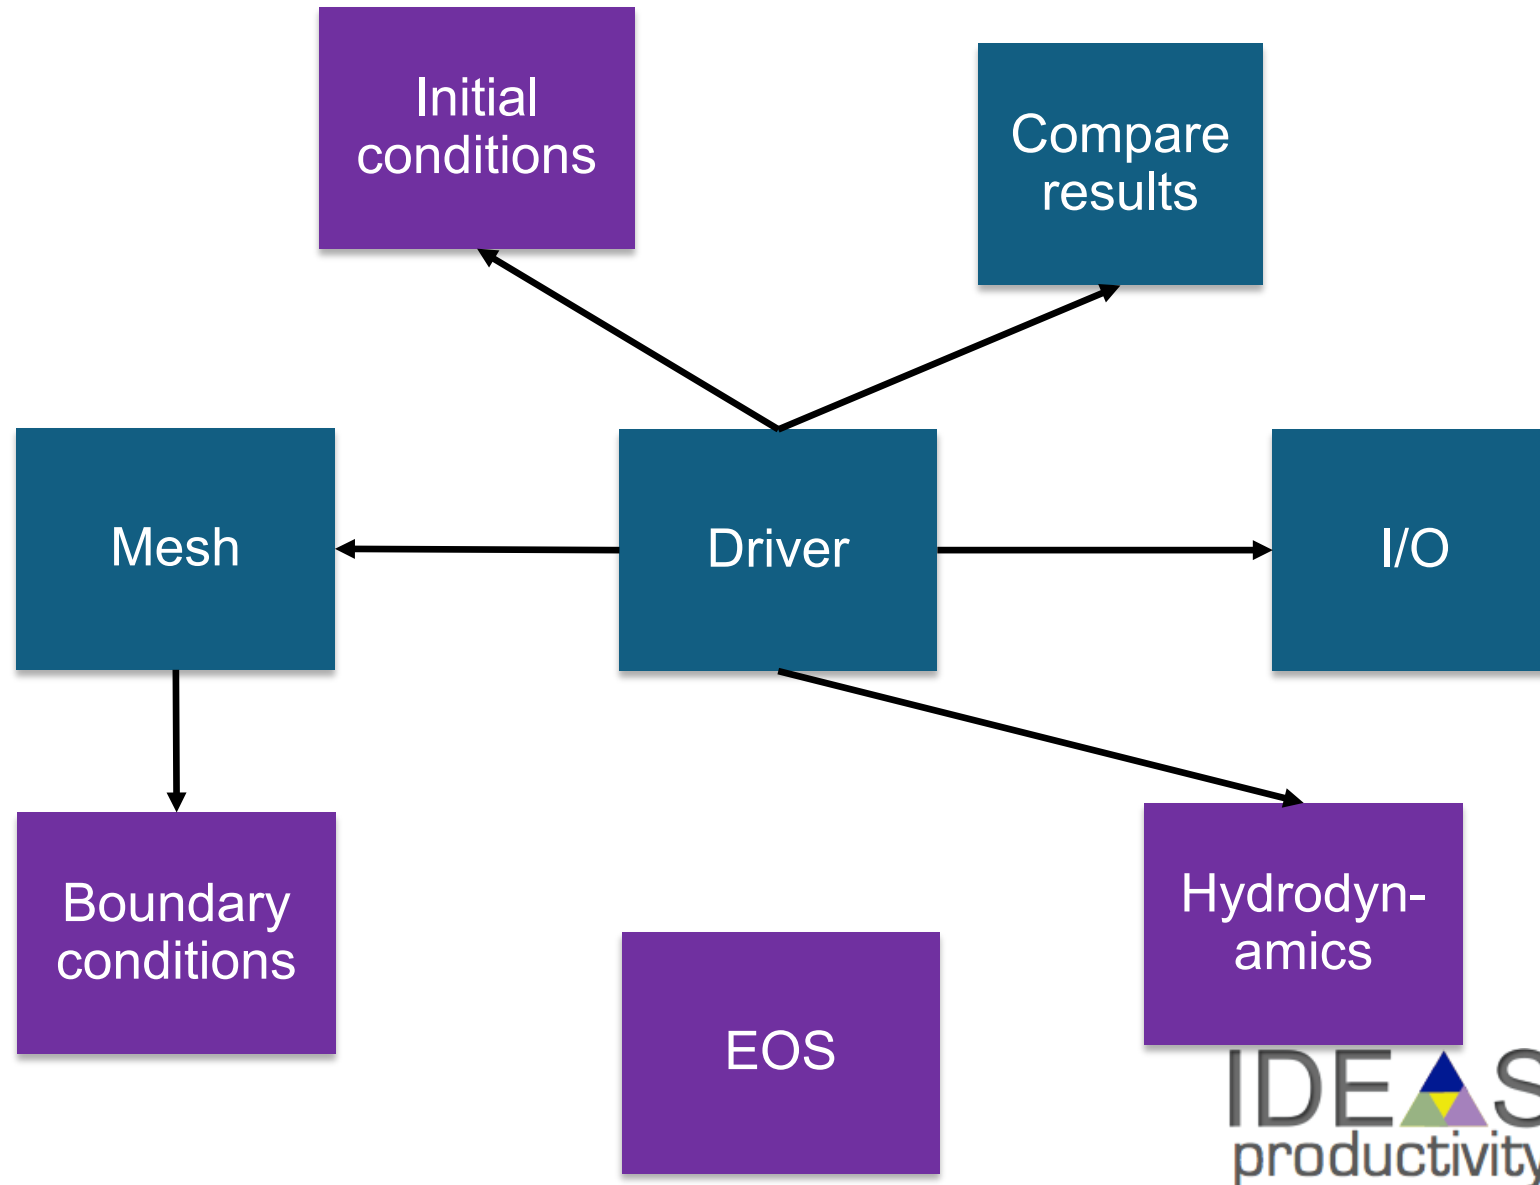 Initial
conditions
Compare
results
Mesh
Driver
I/O
Boundary
conditions
Hydrodyn-
amics
EOS
IDEAS
productivity